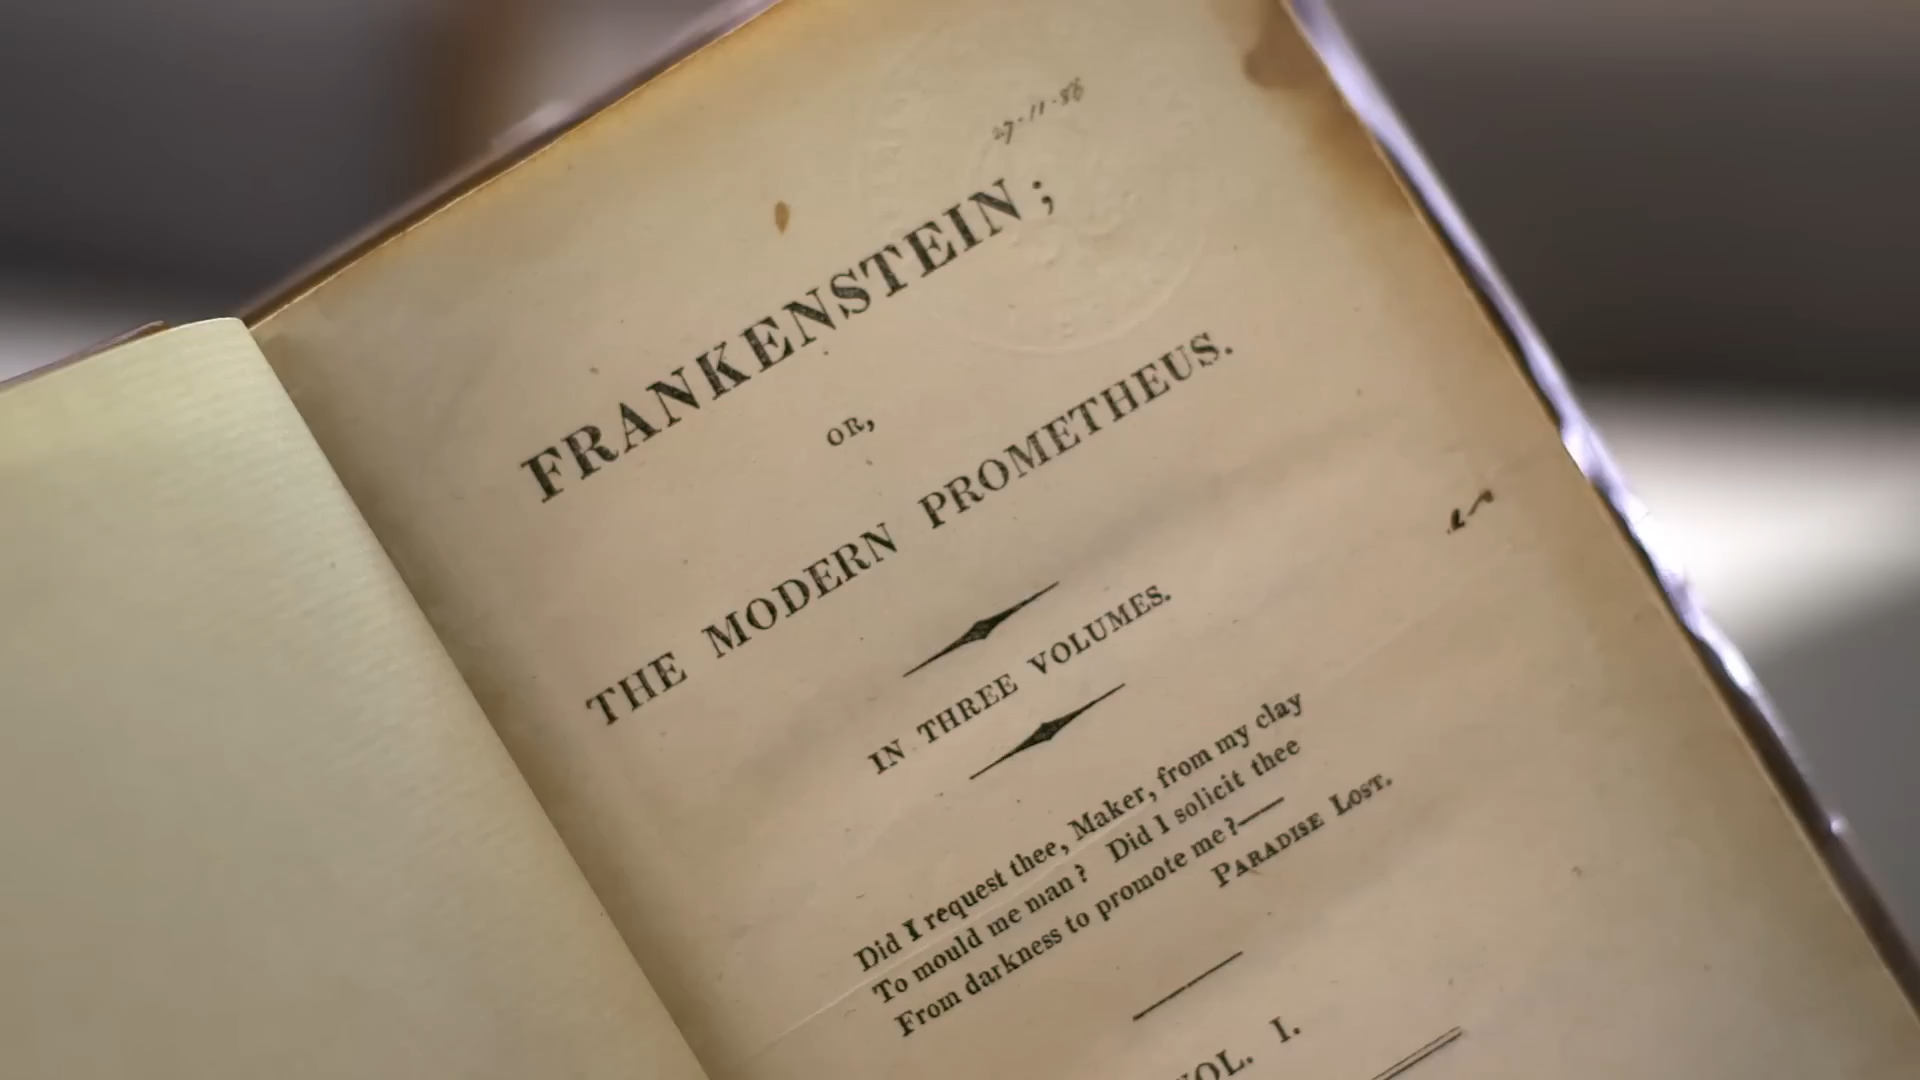 29-11-86
FRANKENSTEIN;
OR,
THE MODERN PROMETHEUS.
IN THREE VOLUMES.
Did I request thee, Maker, from my clay
To mould me man? Did I solicit thee
From darkness to promote me?—
PARADISE LOST.
VOL. I.